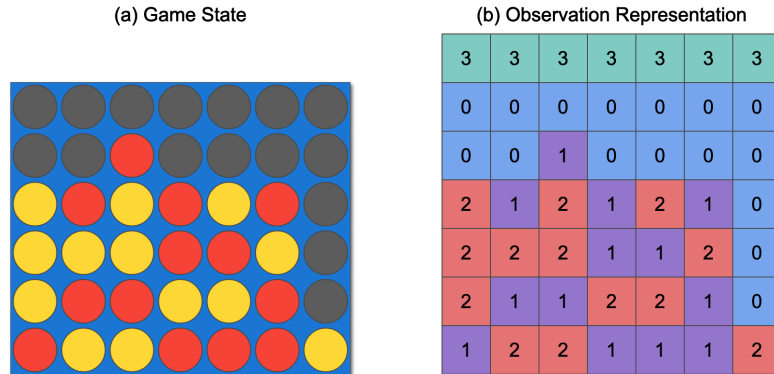 (a) Game State
(b) Observation Representation
3 3 3 3 3 3 3
0 0 0 0 0 0 0
0 0 1 0 0 0 0
2 1 2 1 2 1 0
2 2 2 1 1 2 0
2 1 1 2 2 1 0
1 2 2 1 1 1 2